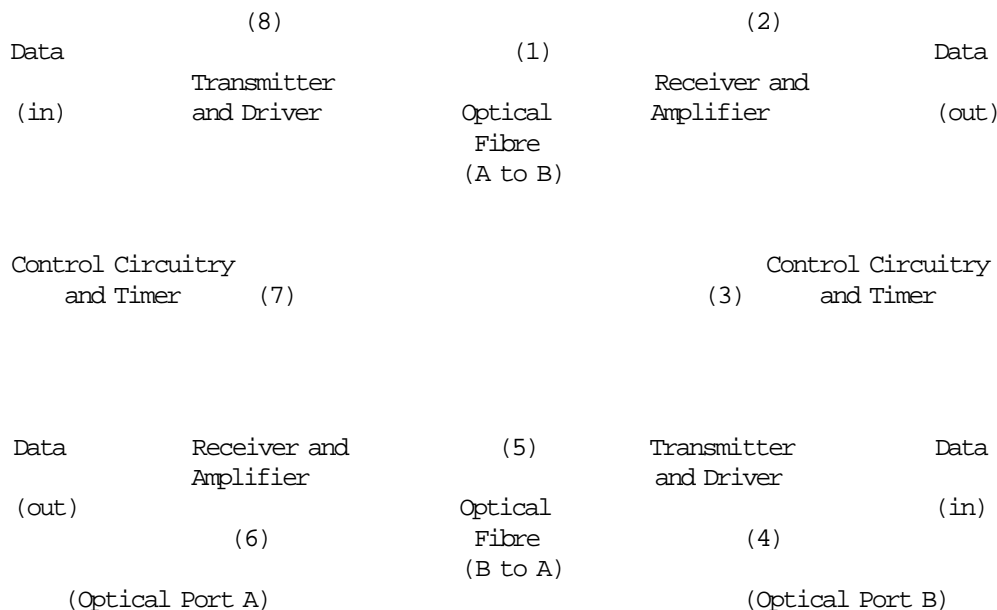 (8) (2)
Data (1) Data
Transmitter Receiver and
(in) and Driver Optical Amplifier (out)
Fibre
(A to B)
Control Circuitry Control Circuitry
and Timer (7) (3) and Timer
Data Receiver and (5) Transmitter Data
Amplifier and Driver
(out) Optical (in)
(6) Fibre (4)
(B to A)
(Optical Port A) (Optical Port B)